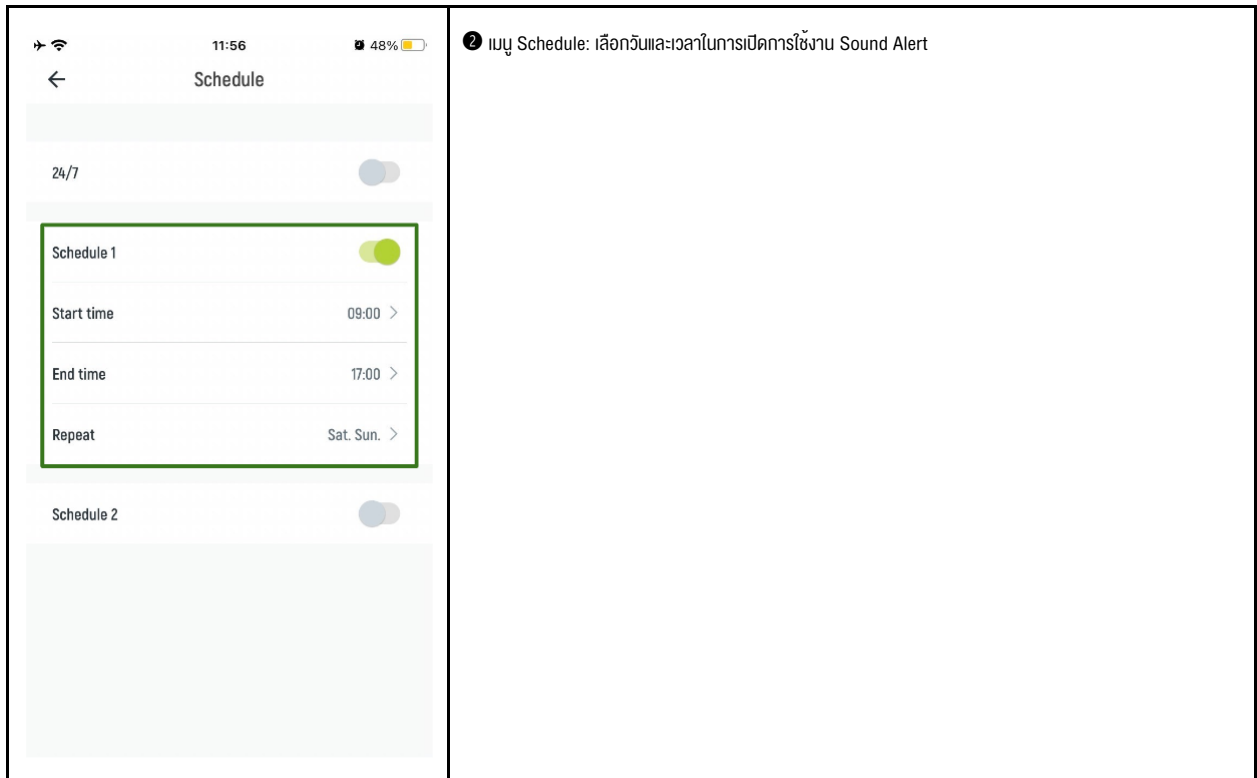 11:56 48%
Schedule
24/7
Schedule 1
Start time 09:00 >
End time 17:00 >
Repeat Sat. Sun. >
Schedule 2
❷ เมนู Schedule: เลือกวันและเวลาในการเปิดการใช้งาน Sound Alert